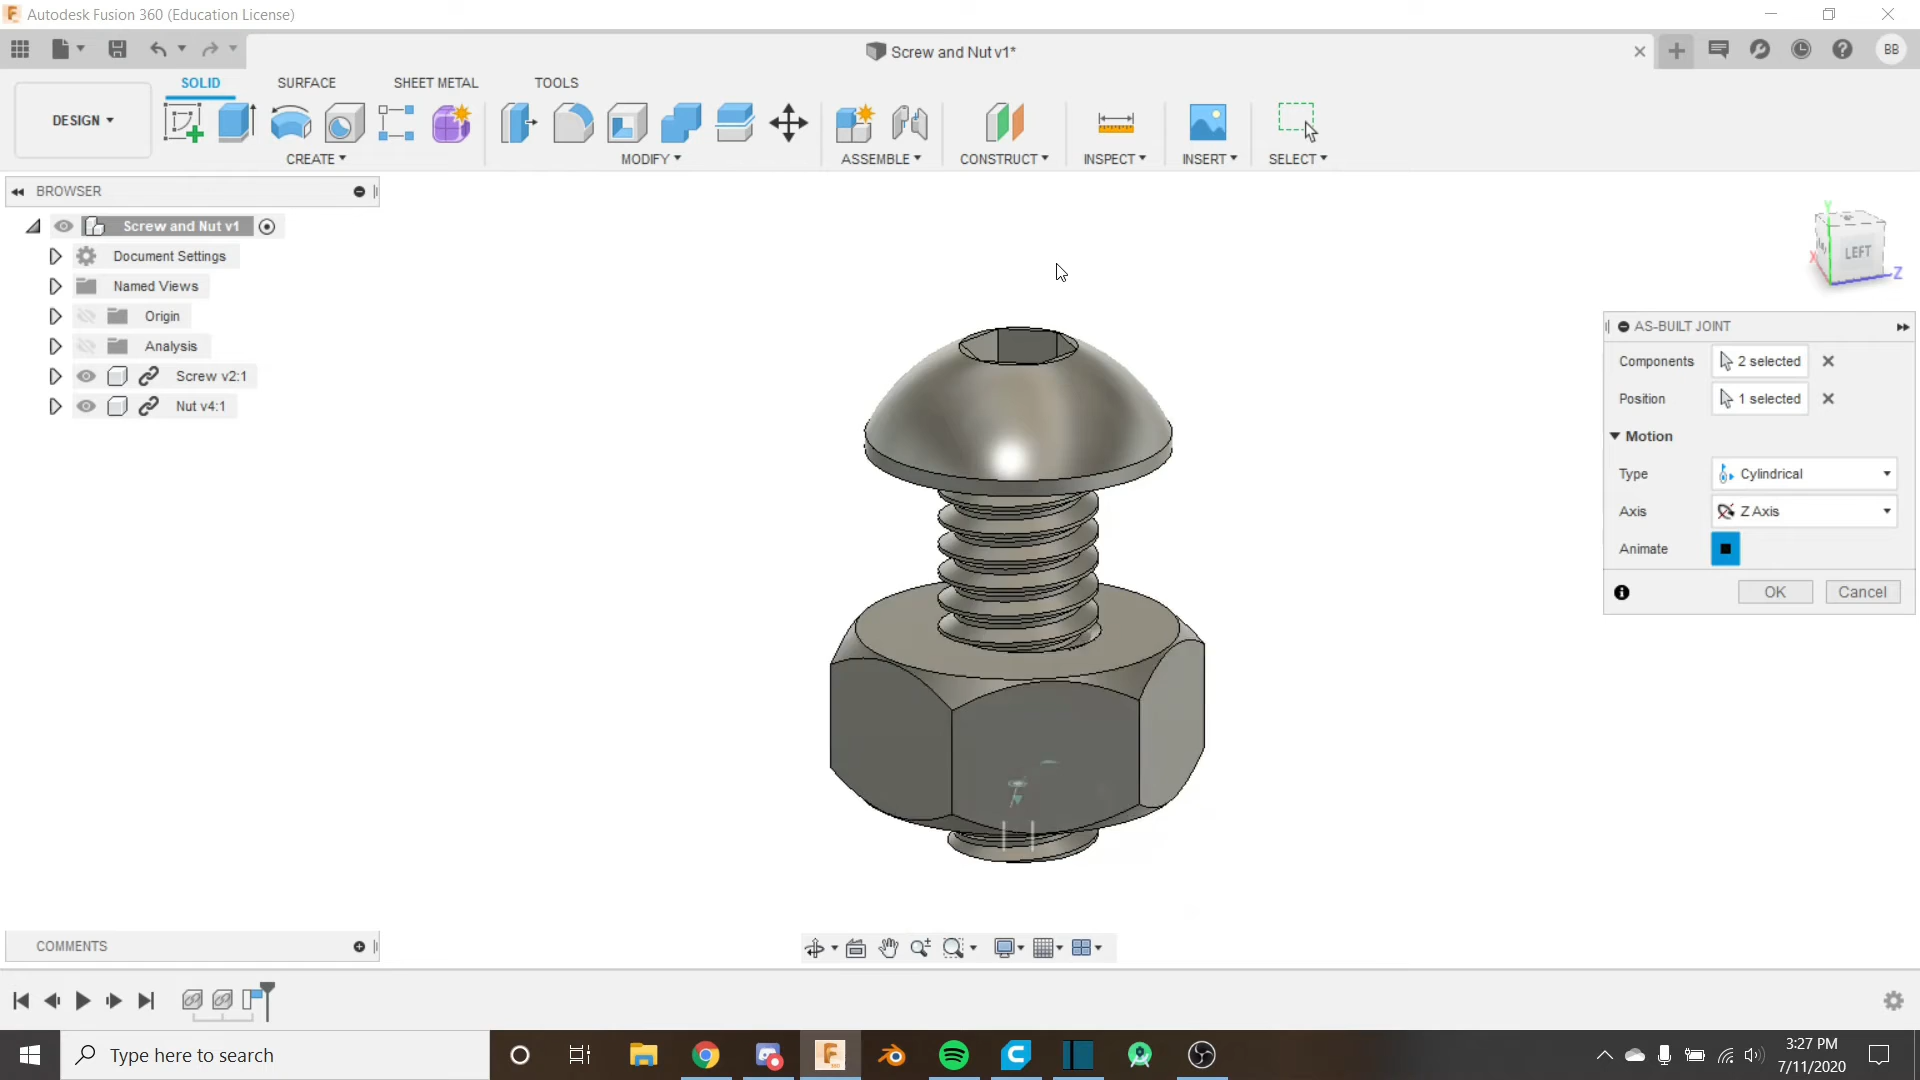 Autodesk Fusion 360 (Education License)
Screw and Nut v1*
BB
SOLID SURFACE SHEET METAL TOOLS
DESIGN
CREATE MODIFY ASSEMBLE CONSTRUCT INSPECT INSERT SELECT
BROWSER
Screw and Nut v1
Document Settings
Named Views
Origin
Analysis
Screw v2:1
Nut v4:1
Y
LEFT
X
Z
AS-BUILT JOINT
Components 2 selected
Position 1 selected
Motion
Type Cylindrical
Axis Z Axis
Animate
OK Cancel
COMMENTS
Type here to search
3:27 PM
7/11/2020